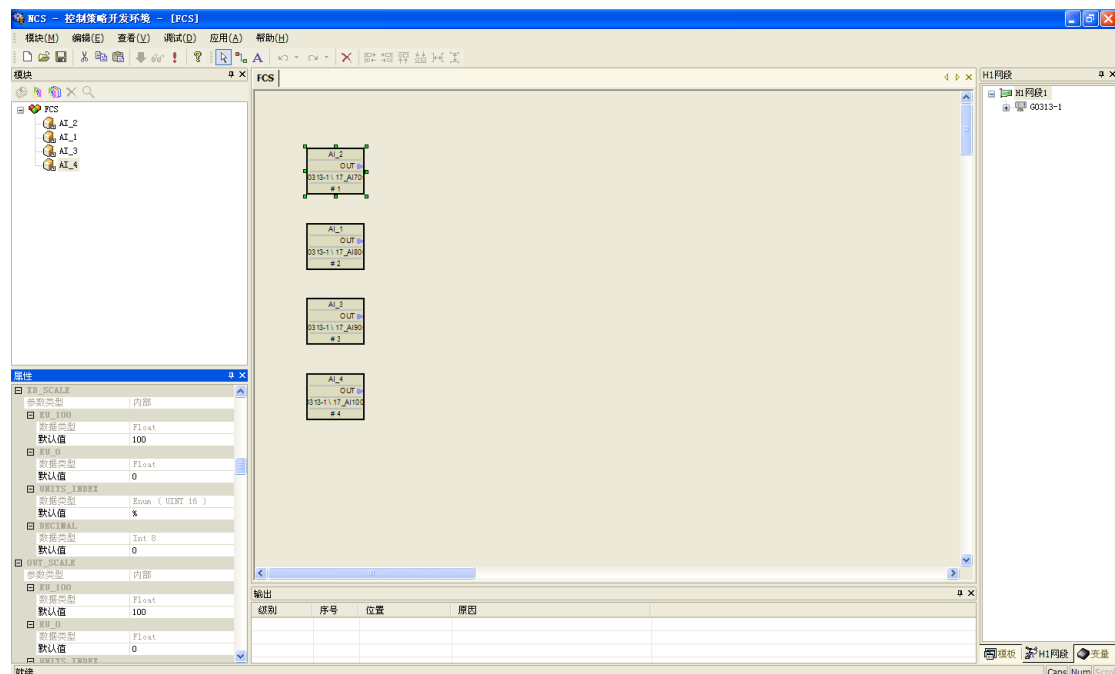 NCS - 控制策略开发环境 - [FCS]
模块(M) 编辑(E) 查看(V) 调试(D) 应用(A) 帮助(H)
模块
FCS
AI_2
AI_1
AI_3
AI_4
属性
XD_SCALE
参数类型 内部
EU_100
数据类型 Float
默认值 100
EU_0
数据类型 Float
默认值 0
UNITS_INDEX
数据类型 Enum ( UINT 16 )
默认值 %
DECIMAL
数据类型 Int 8
默认值 0
OUT_SCALE
参数类型 内部
EU_100
数据类型 Float
默认值 100
EU_0
数据类型 Float
默认值 0
UNITS_INDEX
就绪
FCS
AI_2
OUT
0313-1 \ 17_AI70
# 1
AI_1
OUT
0313-1 \ 17_AI80
# 2
AI_3
OUT
0313-1 \ 17_AI90
# 3
AI_4
OUT
313-1 \ 17_AI100
# 4
输出
级别 序号 位置 原因
H1网段
H1网段1
G0313-1
模板 H1网段 变量
Caps Num Scro